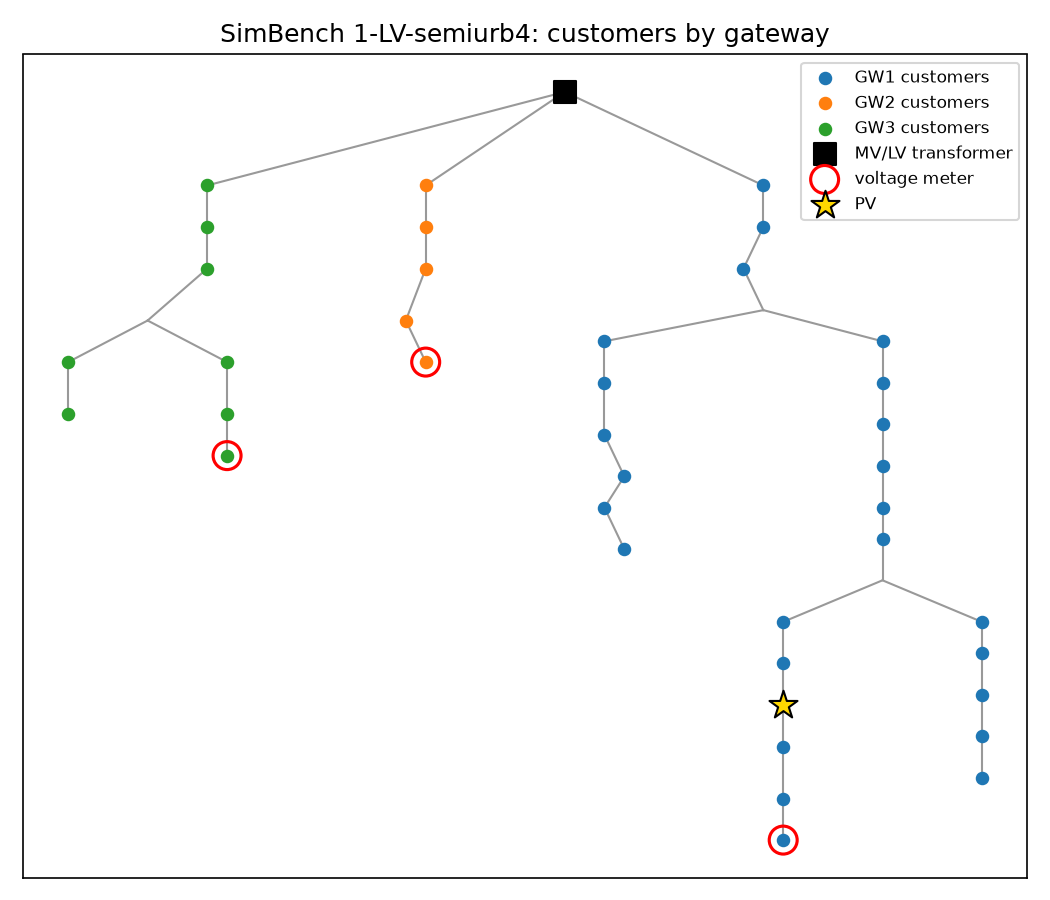 SimBench 1-LV-semiurb4: customers by gateway
GW1 customers
GW2 customers
GW3 customers
MV/LV transformer
voltage meter
PV